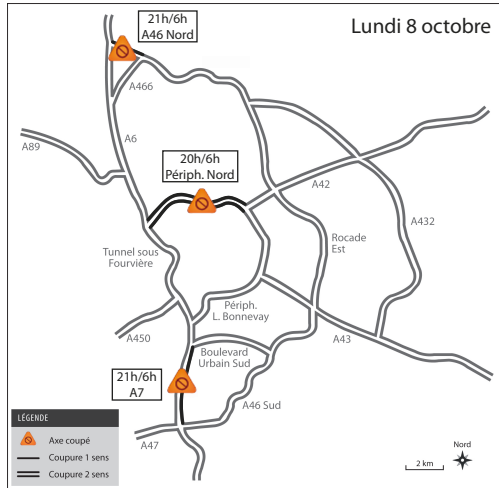 Lundi 8 octobre
21h/6h
A46 Nord
A466
A6
A89
20h/6h
Périph. Nord
A42
A432
Rocade
Est
Tunnel sous
Fourvière
Périph.
L. Bonnevay
A450
Boulevard
Urbain Sud
A43
21h/6h
A7
A46 Sud
A47
LÉGENDE
Axe coupé
Coupure 1 sens
Coupure 2 sens
Nord
2 km